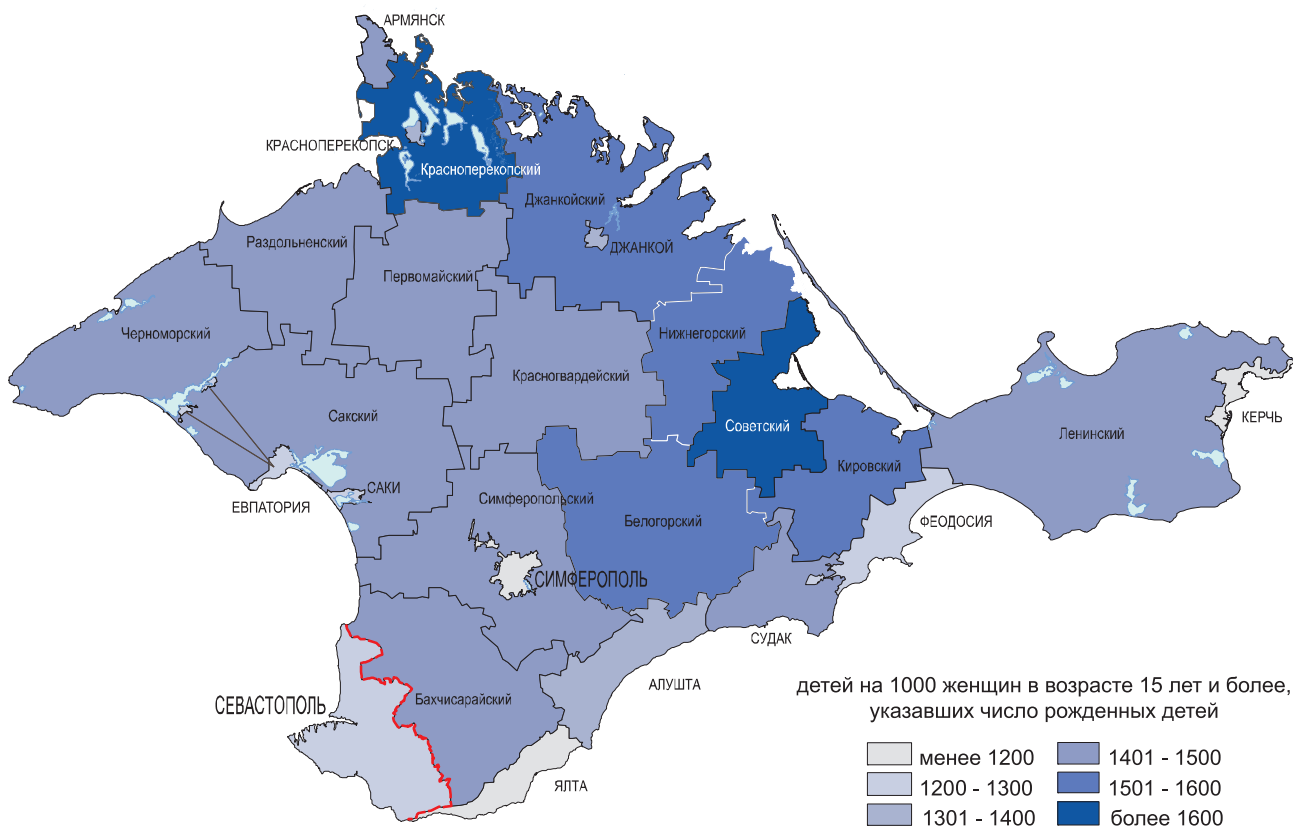 АРМЯНСК
КРАСНОПЕРЕКОПСК
Красноперекопский
Джанкойский
Раздольненский
ДЖАНКОЙ
Первомайский
Черноморский
Нижнегорский
Красногвардейский
Сакский
Советский
Ленинский
КЕРЧЬ
Кировский
САКИ
Симферопольский
ЕВПАТОРИЯ
Белогорский
ФЕОДОСИЯ
СИМФЕРОПОЛЬ
СУДАК
АЛУШТА
Бахчисарайский
СЕВАСТОПОЛЬ
ЯЛТА
детей на 1000 женщин в возрасте 15 лет и более,
указавших число рожденных детей
менее 1200
1200 - 1300
1301 - 1400
1401 - 1500
1501 - 1600
более 1600